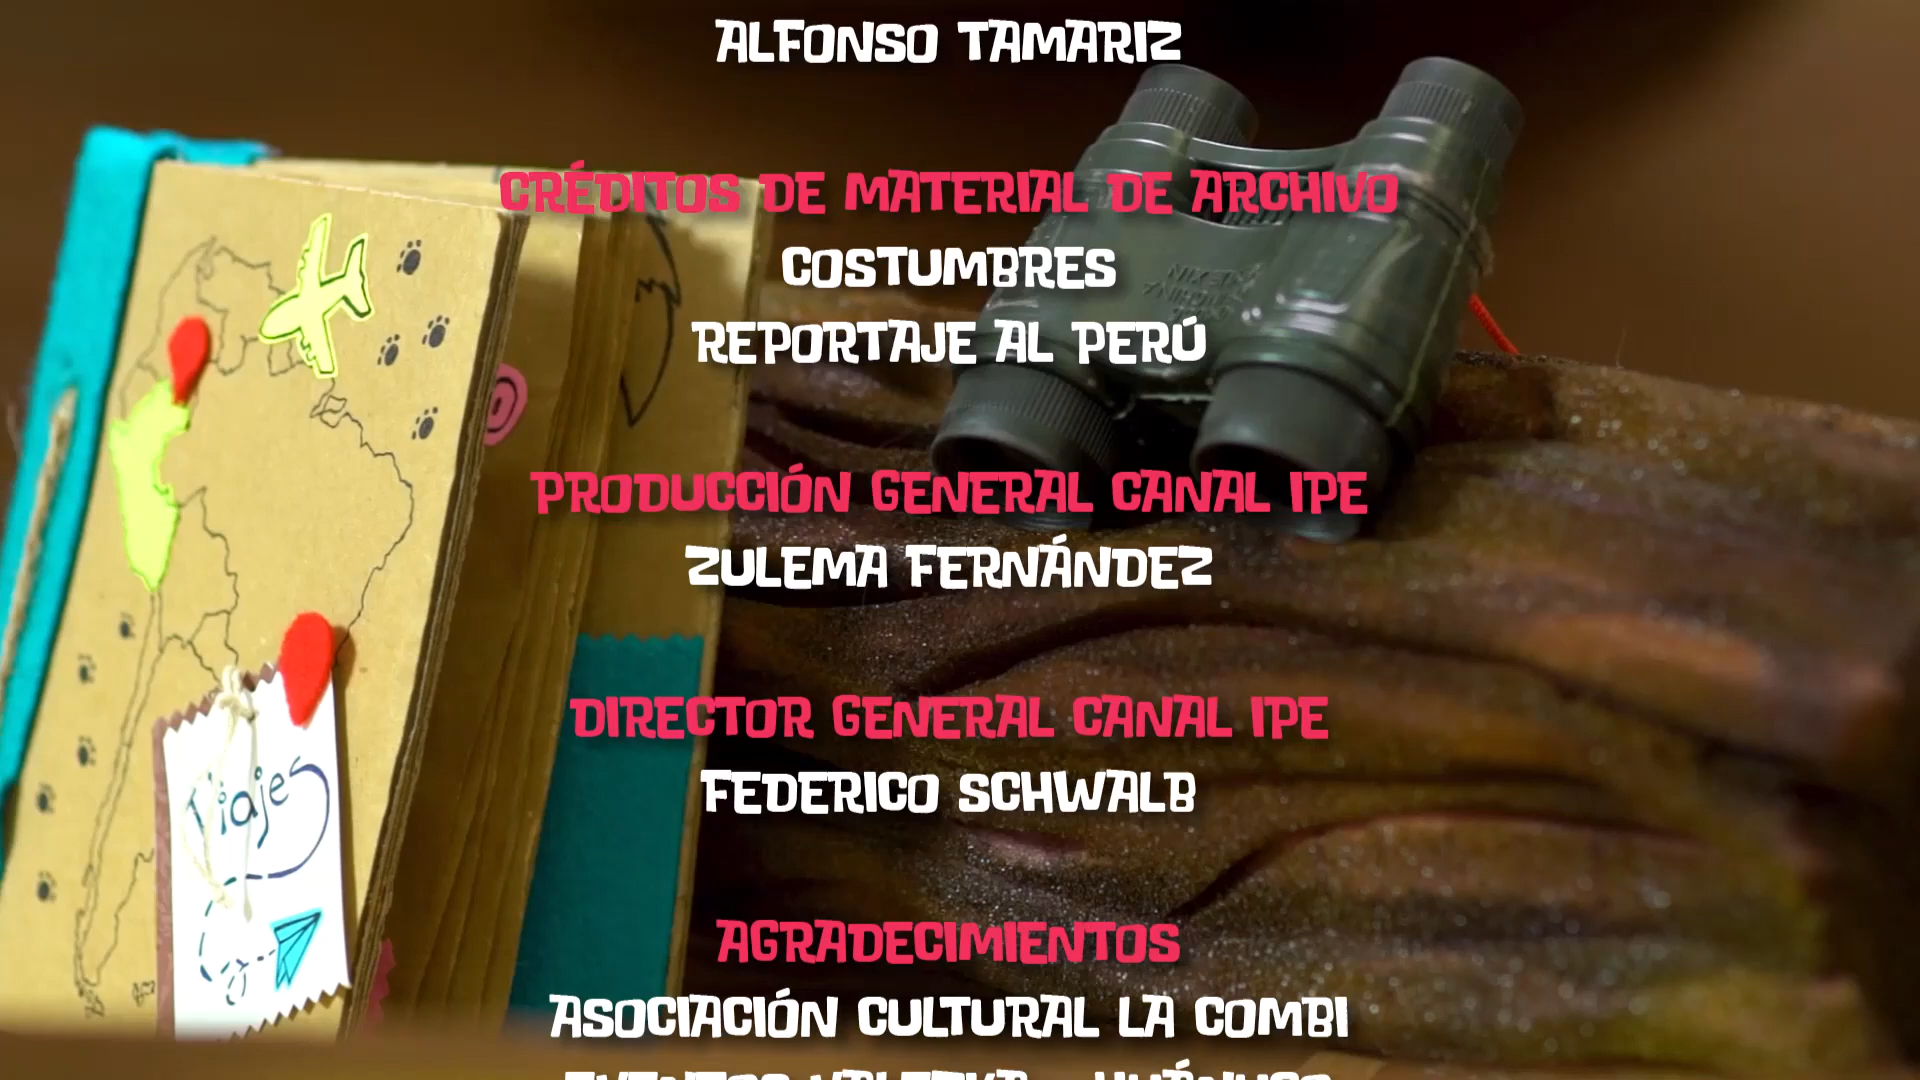 ALFONSO TAMARIZ
CRÉDITOS DE MATERIAL DE ARCHIVO
COSTUMBRES
REPORTAJE AL PERÚ
PRODUCCIÓN GENERAL CANAL IPE
ZULEMA FERNÁNDEZ
DIRECTOR GENERAL CANAL IPE
FEDERICO SCHWALB
AGRADECIMIENTOS
ASOCIACIÓN CULTURAL LA COMBI
Viajes